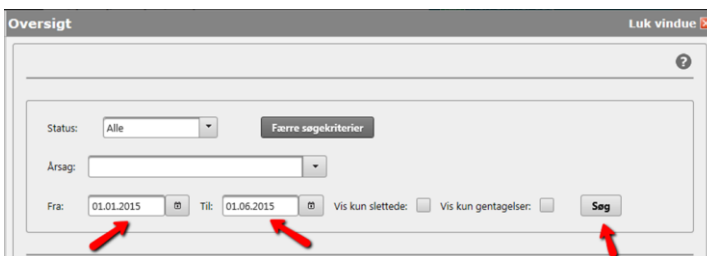 Oversigt Luk vindue
?
Status: Alle Færre søgekriterier
Årsag:
Fra: 01.01.2015 Til: 01.06.2015 Vis kun slettede: Vis kun gentagelser: Søg